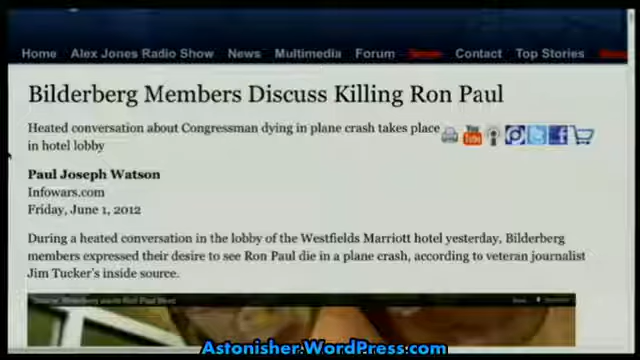 Home Alex Jones Radio Show News Multimedia Forum Contact Top Stories
Bilderberg Members Discuss Killing Ron Paul
Heated conversation about Congressman dying in plane crash takes place
in hotel lobby
You
Tube
Paul Joseph Watson
Infowars.com
Friday, June 1, 2012
During a heated conversation in the lobby of the Westfields Marriott hotel yesterday, Bilderberg
members expressed their desire to see Ron Paul die in a plane crash, according to veteran journalist
Jim Tucker's inside source.
Astonisher.WordPress.com